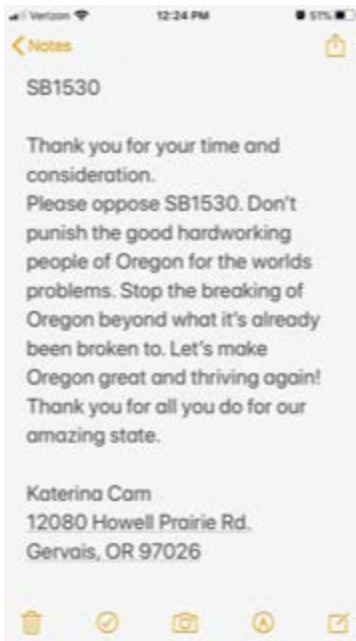 Verizon 12:24 PM 51%
Notes
SB1530
Thank you for your time and
consideration.
Please oppose SB1530. Don't
punish the good hardworking
people of Oregon for the worlds
problems. Stop the breaking of
Oregon beyond what it's already
been broken to. Let's make
Oregon great and thriving again!
Thank you for all you do for our
amazing state.
Katerina Cam
12080 Howell Prairie Rd.
Gervais, OR 97026